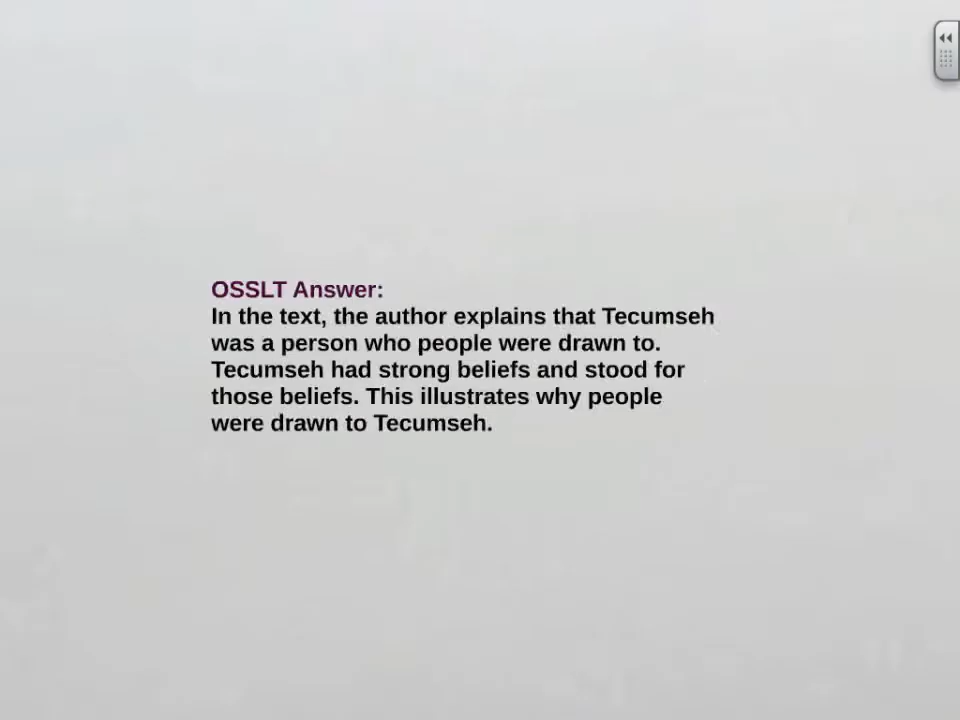 OSSLT Answer:
In the text, the author explains that Tecumseh
was a person who people were drawn to.
Tecumseh had strong beliefs and stood for
those beliefs. This illustrates why people
were drawn to Tecumseh.